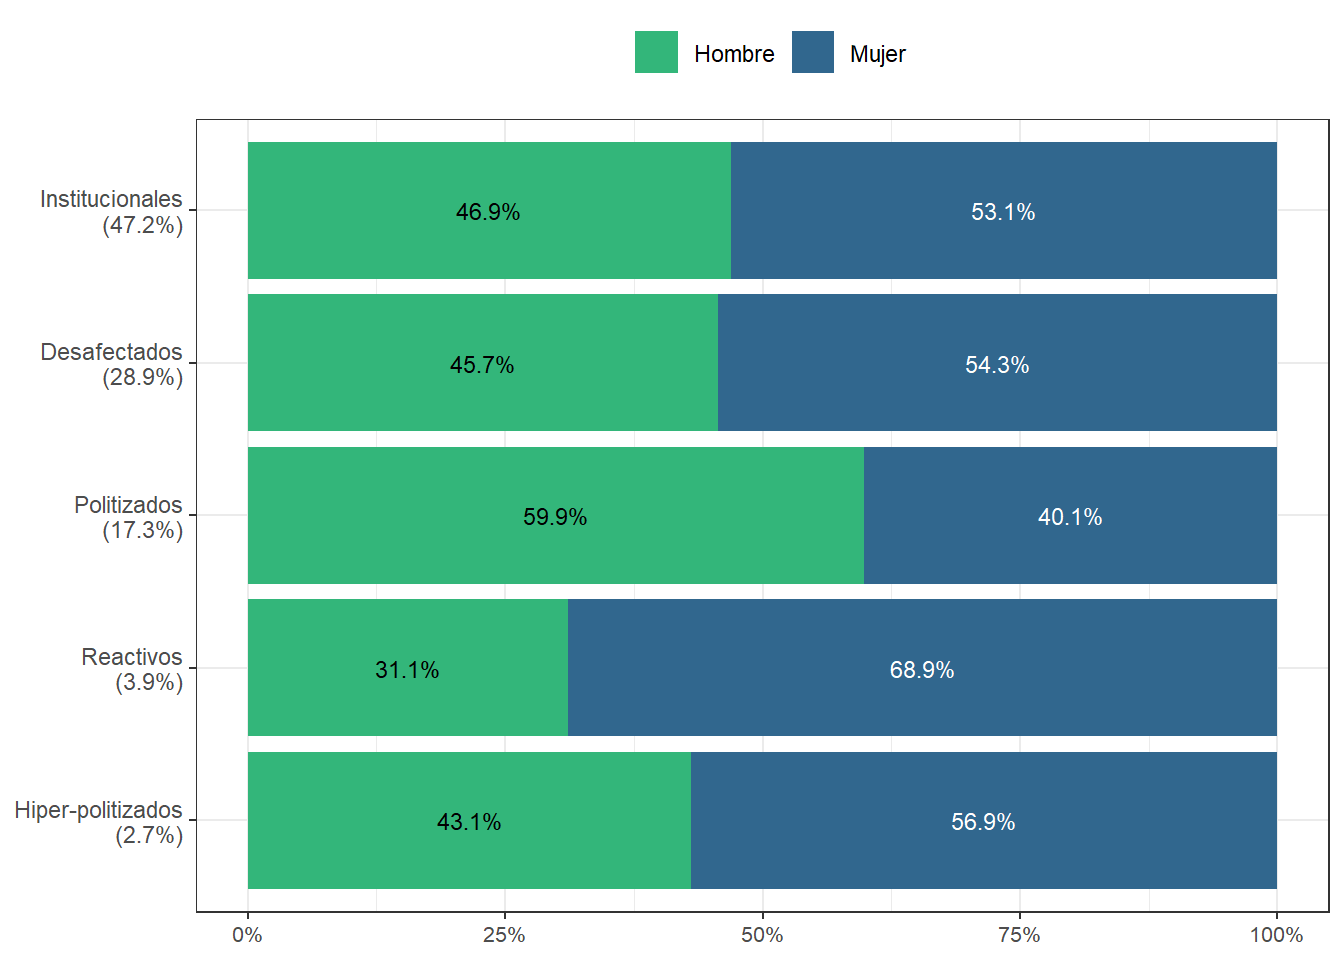 Hombre Mujer
Institucionales
(47.2%)
46.9% 53.1%
Desafectados
(28.9%)
45.7% 54.3%
Politizados
(17.3%)
59.9% 40.1%
Reactivos
(3.9%)
31.1% 68.9%
Hiper-politizados
(2.7%)
43.1% 56.9%
0% 25% 50% 75% 100%